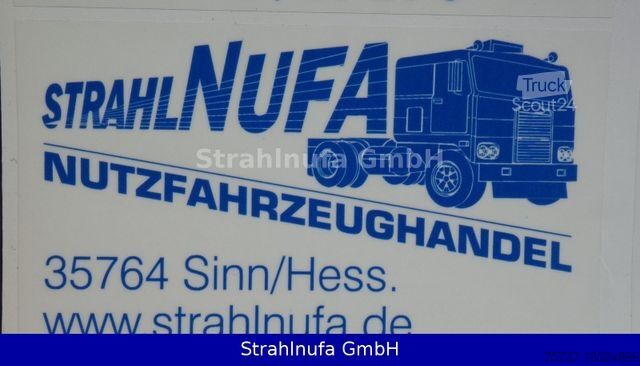 STRAHLNUFA
Truck
Scout24
Strahlnufa GmbH
NUTZFAHRZEUGHANDEL
35764 Sinn/Hess.
www.strahlnufa.de
Strahlnufa GmbH